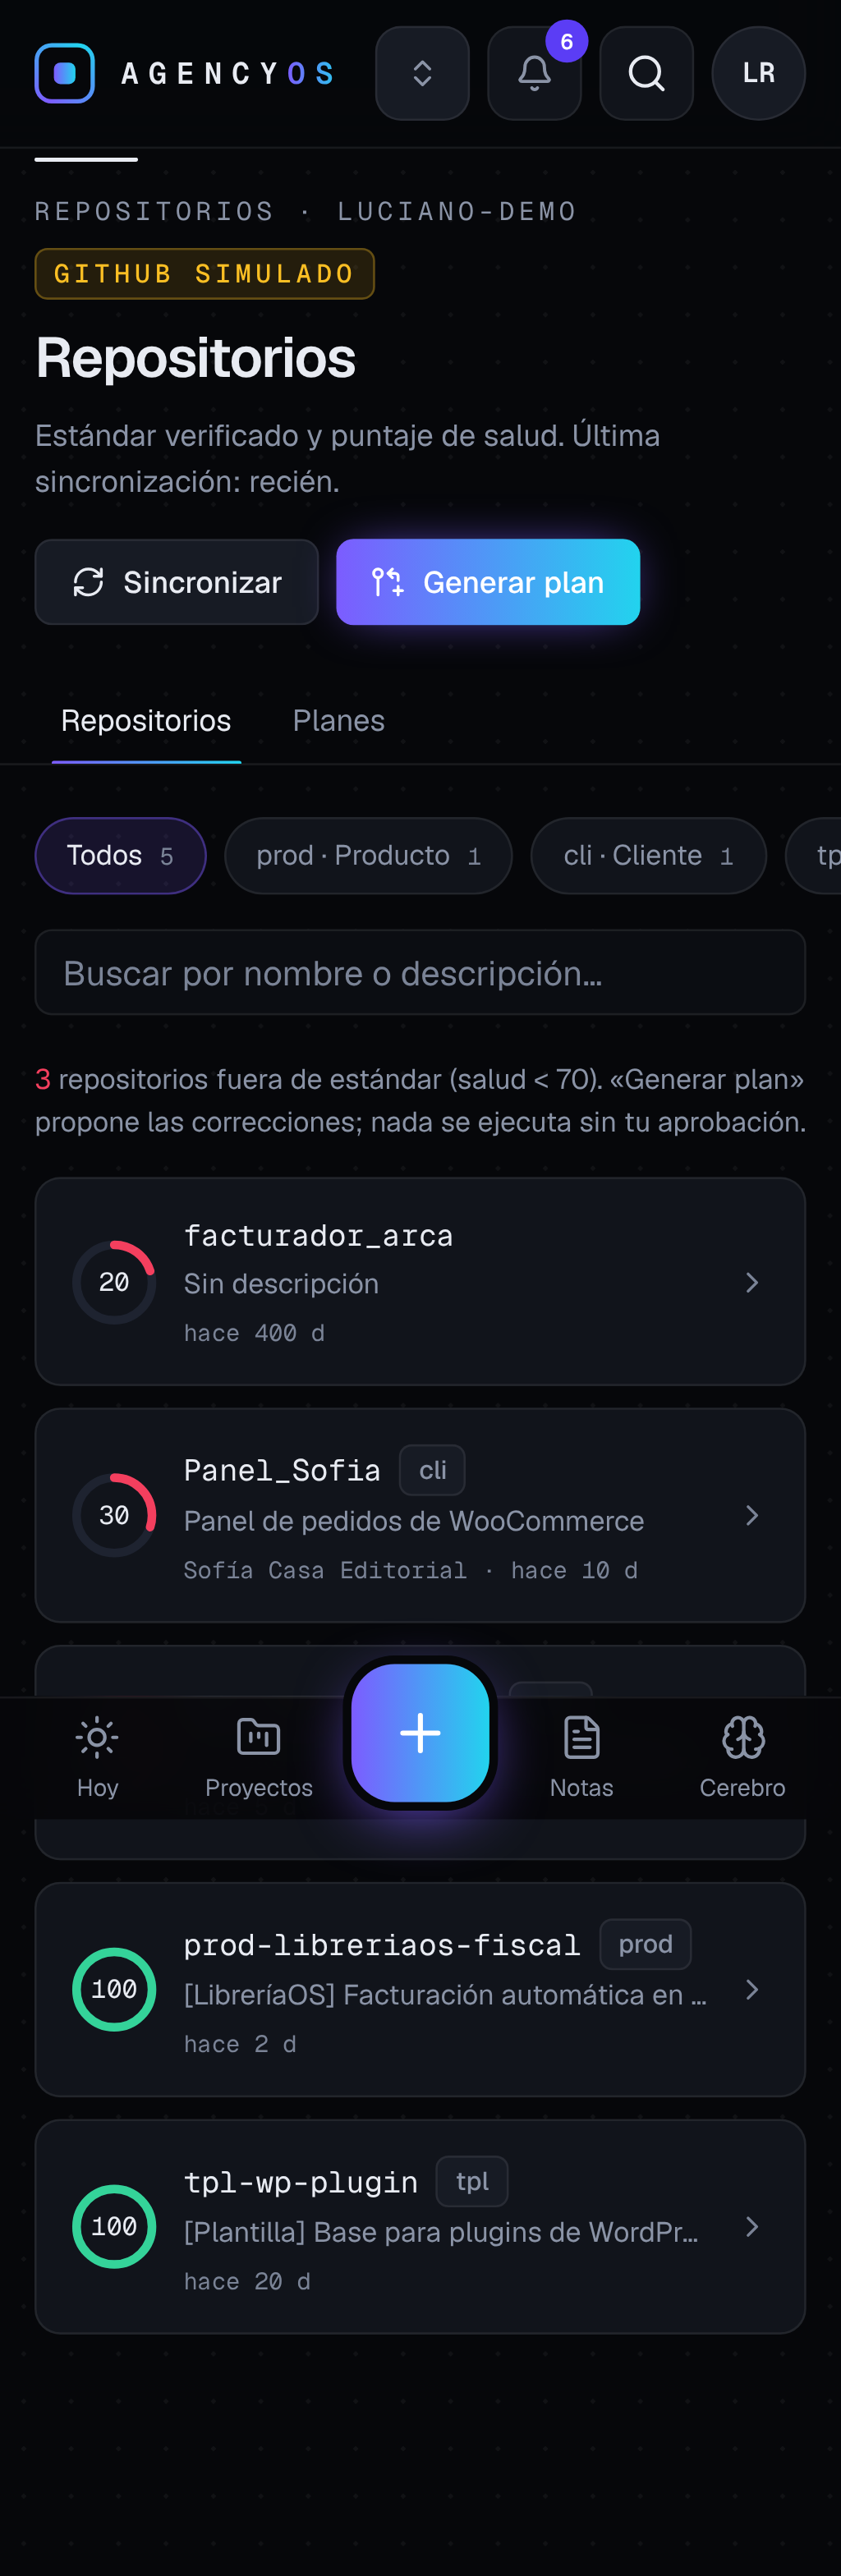 AGENCYOS
6
LR
REPOSITORIOS · LUCIANO-DEMO
GITHUB SIMULADO
Repositorios
Estándar verificado y puntaje de salud. Última
sincronización: recién.
Sincronizar
Generar plan
Repositorios
Planes
Todos 5
prod · Producto 1
cli · Cliente 1
tp
Buscar por nombre o descripción…
3 repositorios fuera de estándar (salud < 70). «Generar plan»
propone las correcciones; nada se ejecuta sin tu aprobación.
facturador_arca
20
Sin descripción
hace 400 d
Panel_Sofia cli
30
Panel de pedidos de WooCommerce
Sofía Casa Editorial · hace 10 d
Hoy
Proyectos
Notas
Cerebro
prod-libreriaos-fiscal prod
100
[LibreríaOS] Facturación automática en …
hace 2 d
tpl-wp-plugin tpl
100
[Plantilla] Base para plugins de WordPr…
hace 20 d